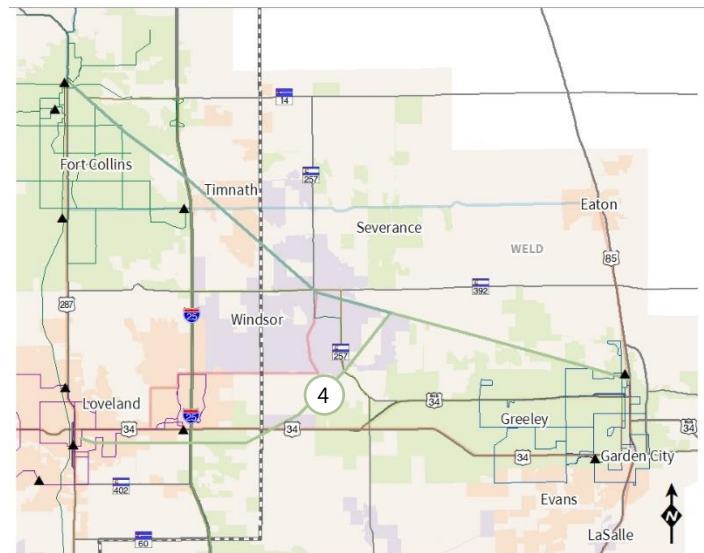 14
Fort Collins
257
Timnath
Eaton
Severance
WELD
85
392
287
25
Windsor
257
25
4
Loveland
34
34
Greeley
34
34
34
Garden City
402
Evans
N
60
LaSalle